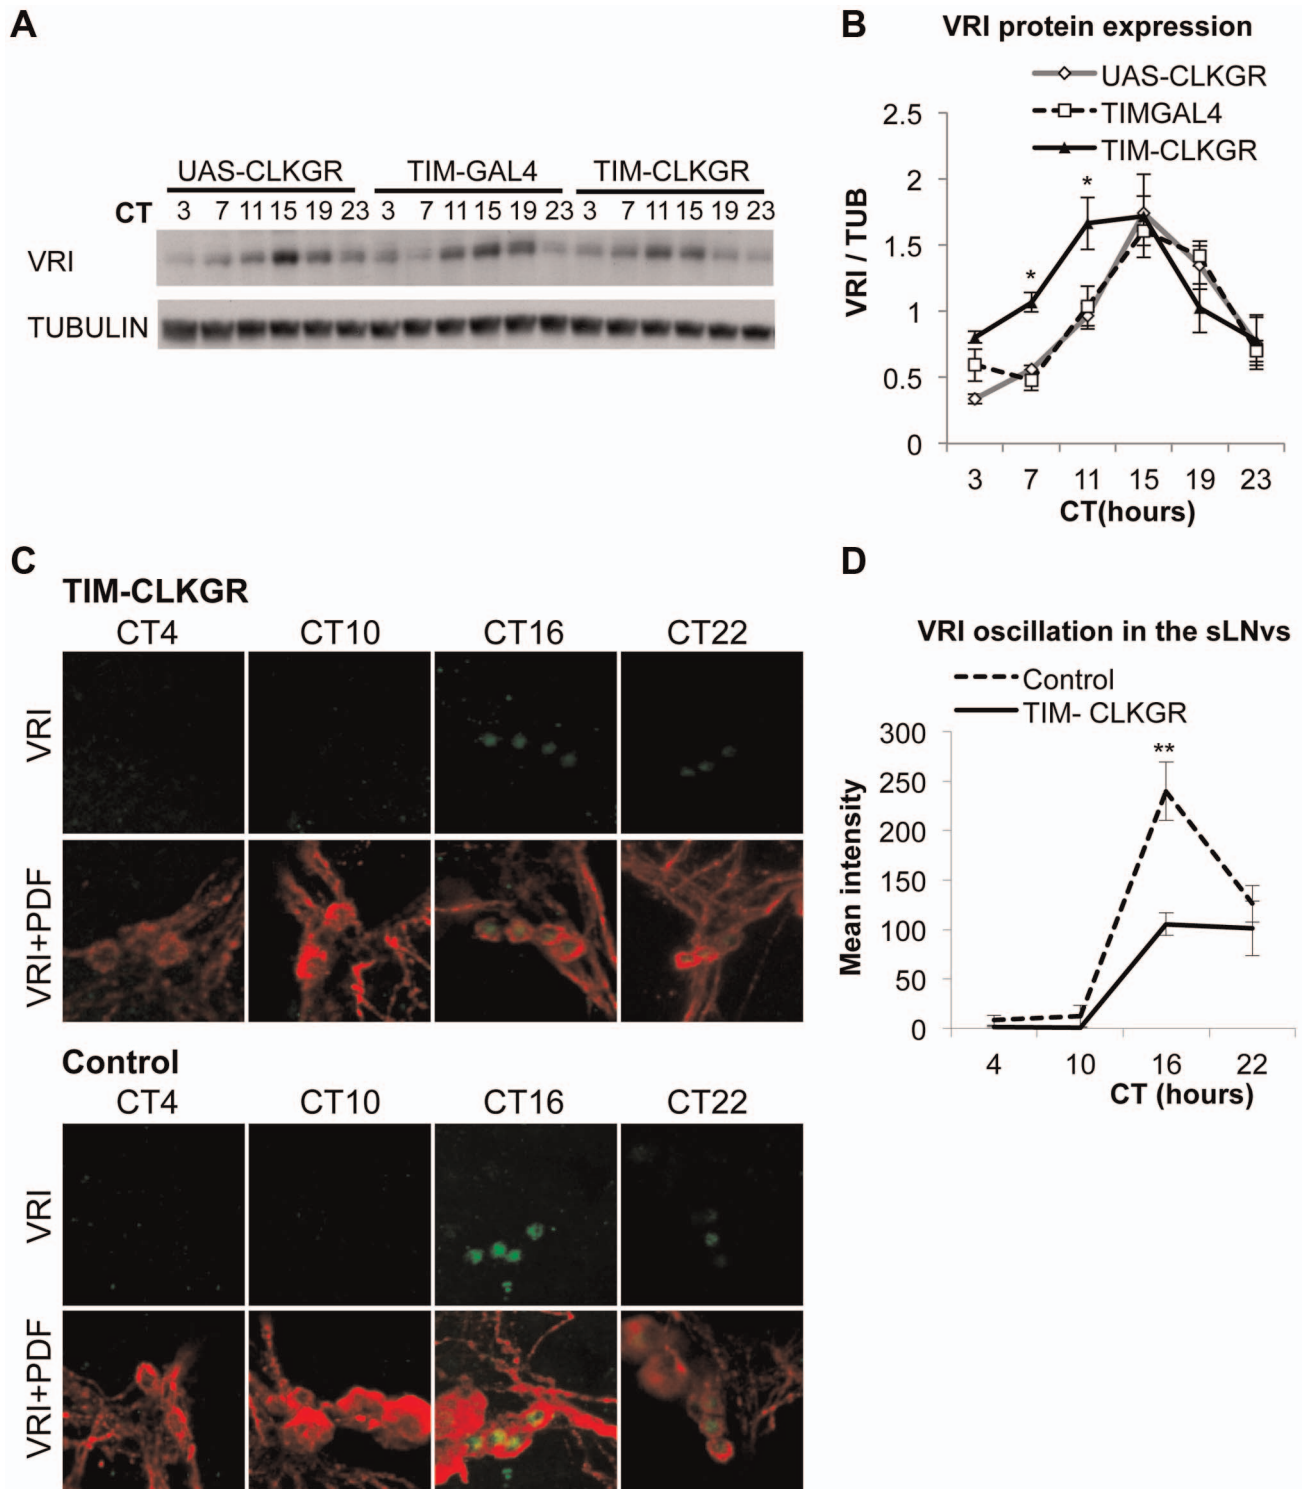 A
UAS-CLKGR TIM-GAL4 TIM-CLKGR
CT 3 7 11 15 19 23 3 7 11 15 19 23 3 7 11 15 19 23
VRI
TUBULIN
B
VRI protein expression
UAS-CLKGR
TIMGAL4
TIM-CLKGR
VRI / TUB
2.5
2
1.5
1
0.5
0
*
*
3 7 11 15 19 23
CT(hours)
C
TIM-CLKGR
CT4 CT10 CT16 CT22
VRI
VRI+PDF
Control
CT4 CT10 CT16 CT22
VRI
VRI+PDF
D
VRI oscillation in the sLNvs
Control
TIM- CLKGR
Mean intensity
300
250
200
150
100
50
0
**
4 10 16 22
CT (hours)